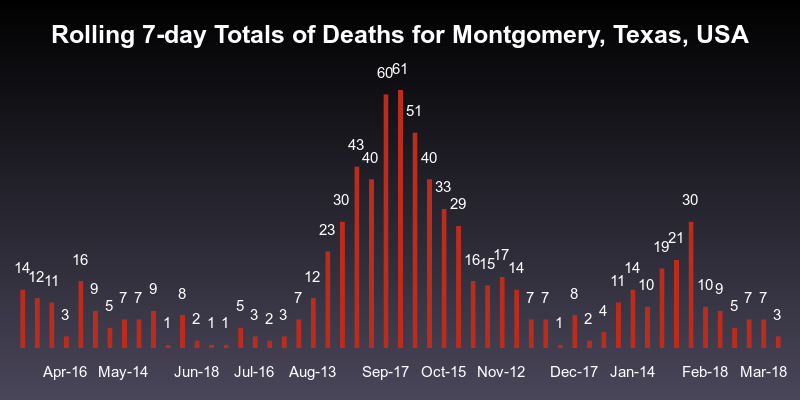 Rolling 7-day Totals of Deaths for Montgomery, Texas, USA
14 12 11 3 16 9 5 7 7 9 1 8 2 1 1 5 3 2 3 7 12 23 30 43 40 60 61 51 40 33 29 16 15 17 14 7 7 1 8 2 4 11 14 10 19 21 30 10 9 5 7 7 3
Apr-16 May-14 Jun-18 Jul-16 Aug-13 Sep-17 Oct-15 Nov-12 Dec-17 Jan-14 Feb-18 Mar-18